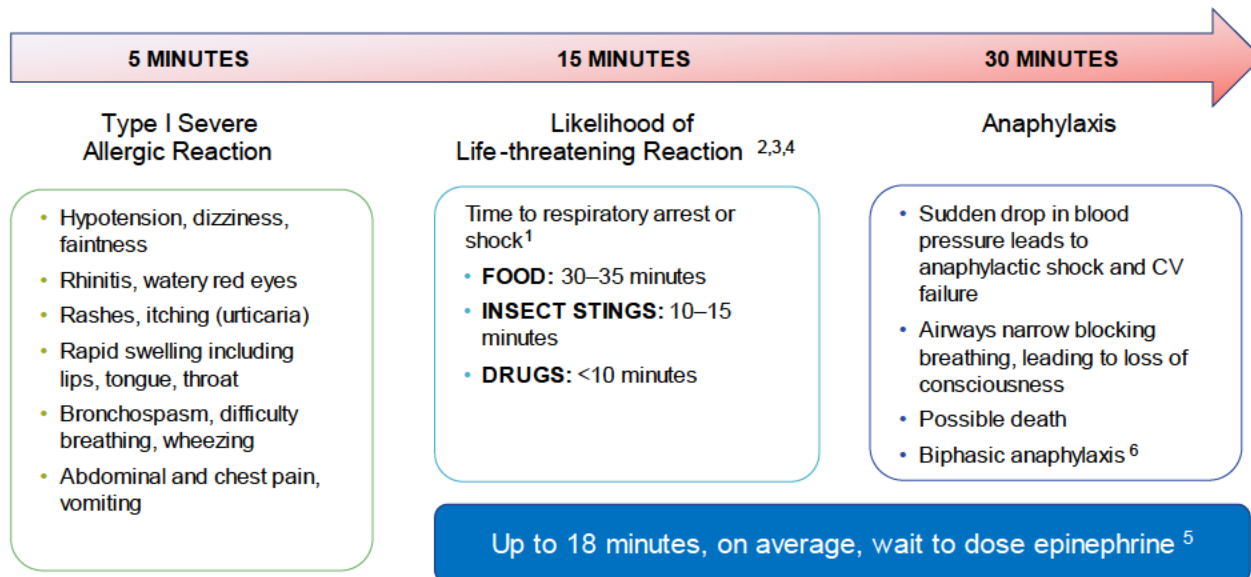 5 MINUTES
15 MINUTES
30 MINUTES
Type I Severe
Allergic Reaction
Likelihood of
Life-threatening Reaction 2,3,4
Anaphylaxis
• Hypotension, dizziness,
faintness
• Rhinitis, watery red eyes
• Rashes, itching (urticaria)
• Rapid swelling including
lips, tongue, throat
• Bronchospasm, difficulty
breathing, wheezing
• Abdominal and chest pain,
vomiting
Time to respiratory arrest or
shock1
• FOOD: 30–35 minutes
• INSECT STINGS: 10–15
minutes
• DRUGS: <10 minutes
• Sudden drop in blood
pressure leads to
anaphylactic shock and CV
failure
• Airways narrow blocking
breathing, leading to loss of
consciousness
• Possible death
• Biphasic anaphylaxis 6
Up to 18 minutes, on average, wait to dose epinephrine 5